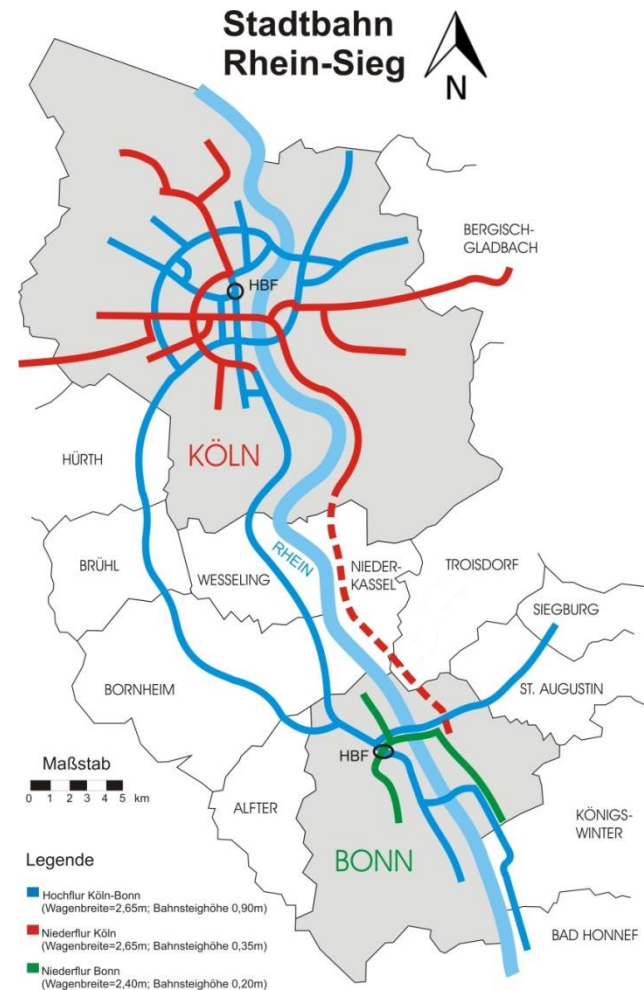 Stadtbahn
Rhein-Sieg
N
BERGISCH-
GLADBACH
HBF
HÜRTH
KÖLN
BRÜHL
WESSELING
RHEIN
NIEDER-
KASSEL
TROISDORF
SIEGBURG
BORNHEIM
ST. AUGUSTIN
HBF
Maßstab
0 1 2 3 4 5 km
ALFTER
KÖNIGS-
WINTER
BONN
Legende
Hochflur Köln-Bonn
(Wagenbreite=2,65m; Bahnsteighöhe 0,90m)
BAD HONNEF
Niederflur Köln
(Wagenbreite=2,65m; Bahnsteighöhe 0,35m)
Niederflur Bonn
(Wagenbreite=2,40m; Bahnsteighöhe 0,20m)